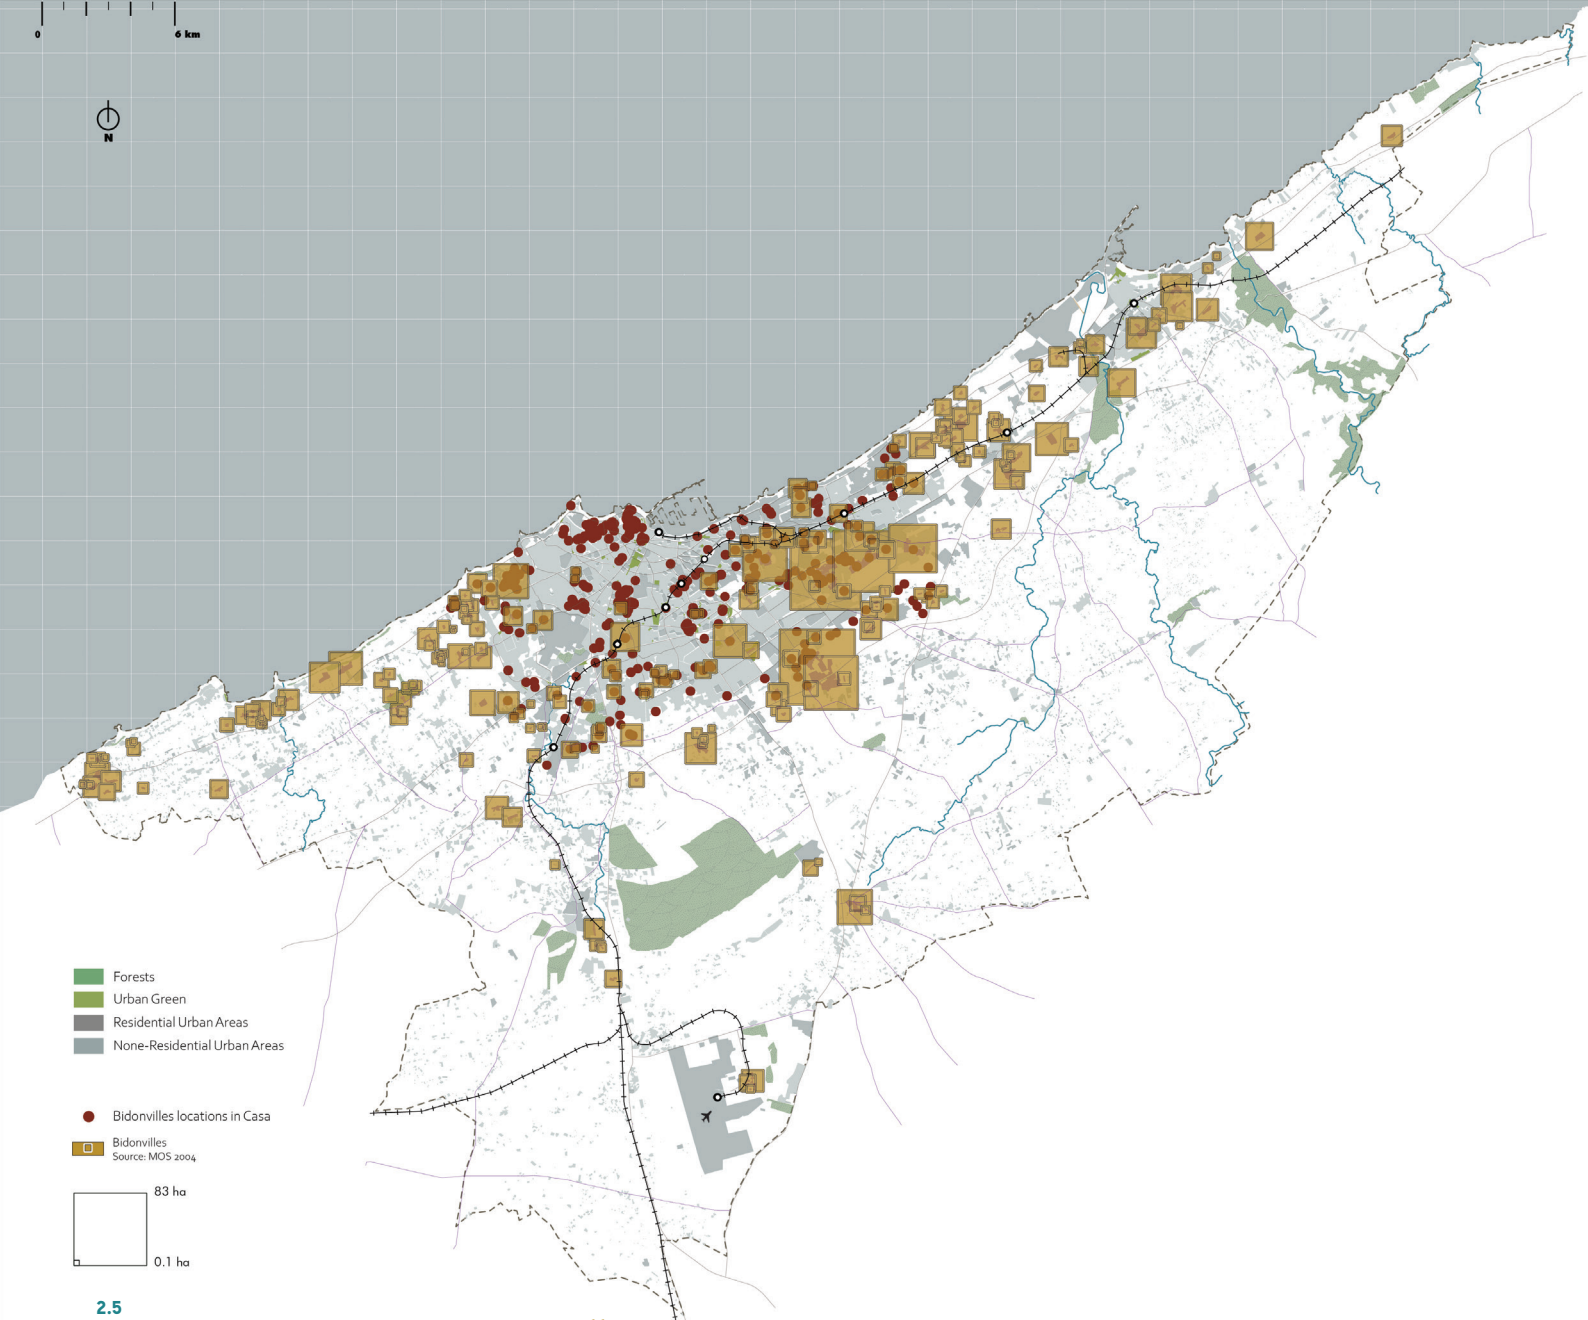 0 6 km
N
Forests
Urban Green
Residential Urban Areas
None-Residential Urban Areas
Bidonvilles locations in Casa
Bidonvilles
Source: MOS 2004
83 ha
0.1 ha
2.5